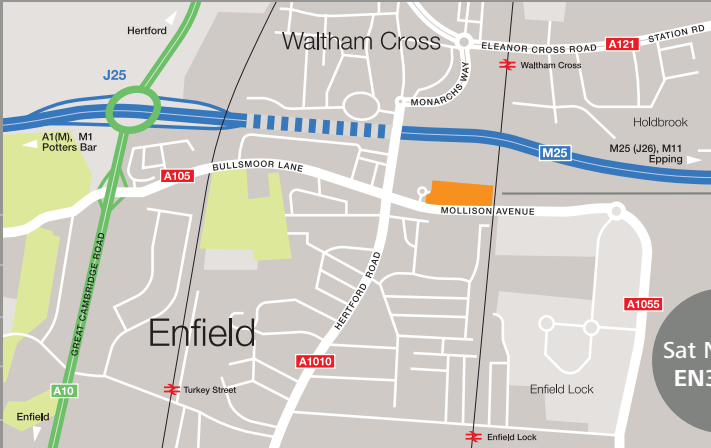 Hertford
Waltham Cross
STATION RD
A121
ELEANOR CROSS ROAD
Waltham Cross
J25
MONARCHS WAY
Holdbrook
A1(M), M1
Potters Bar
M25 (J26), M11
Epping
M25
BULLSMOOR LANE
A105
MOLLISON AVENUE
GREAT CAMBRIDGE ROAD
HERTFORD ROAD
A1055
Enfield
Sat N
EN3
A1010
A10
Turkey Street
Enfield Lock
Enfield
Enfield Lock